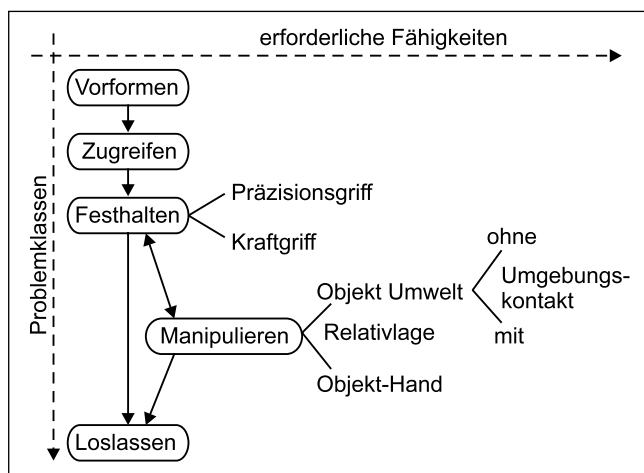 erforderliche Fähigkeiten
Problemklassen
Vorformen
Zugreifen
Festhalten
Präzisionsgriff
Kraftgriff
ohne
Umgebungs-
kontakt
mit
Objekt Umwelt
Manipulieren
Relativlage
Objekt-Hand
Loslassen